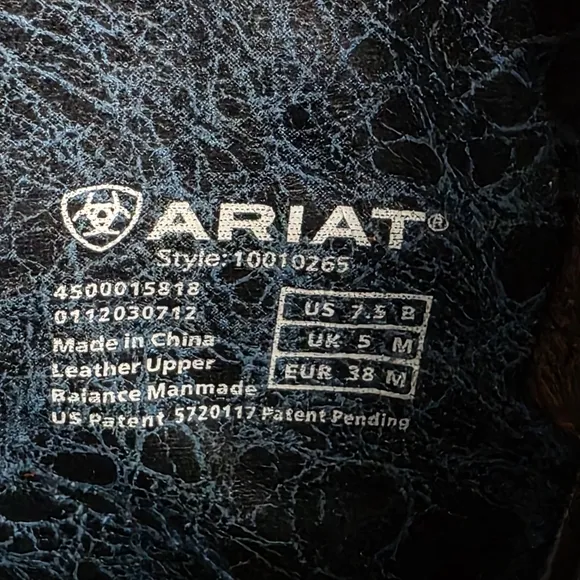 ARIAT®
Style:10010265
4500015818
0112030712
Made in China
Leather Upper
Balance Manmade
US Patent 5720117 Patent Pending
US 7.5 B
UK 5 M
EUR 38 M